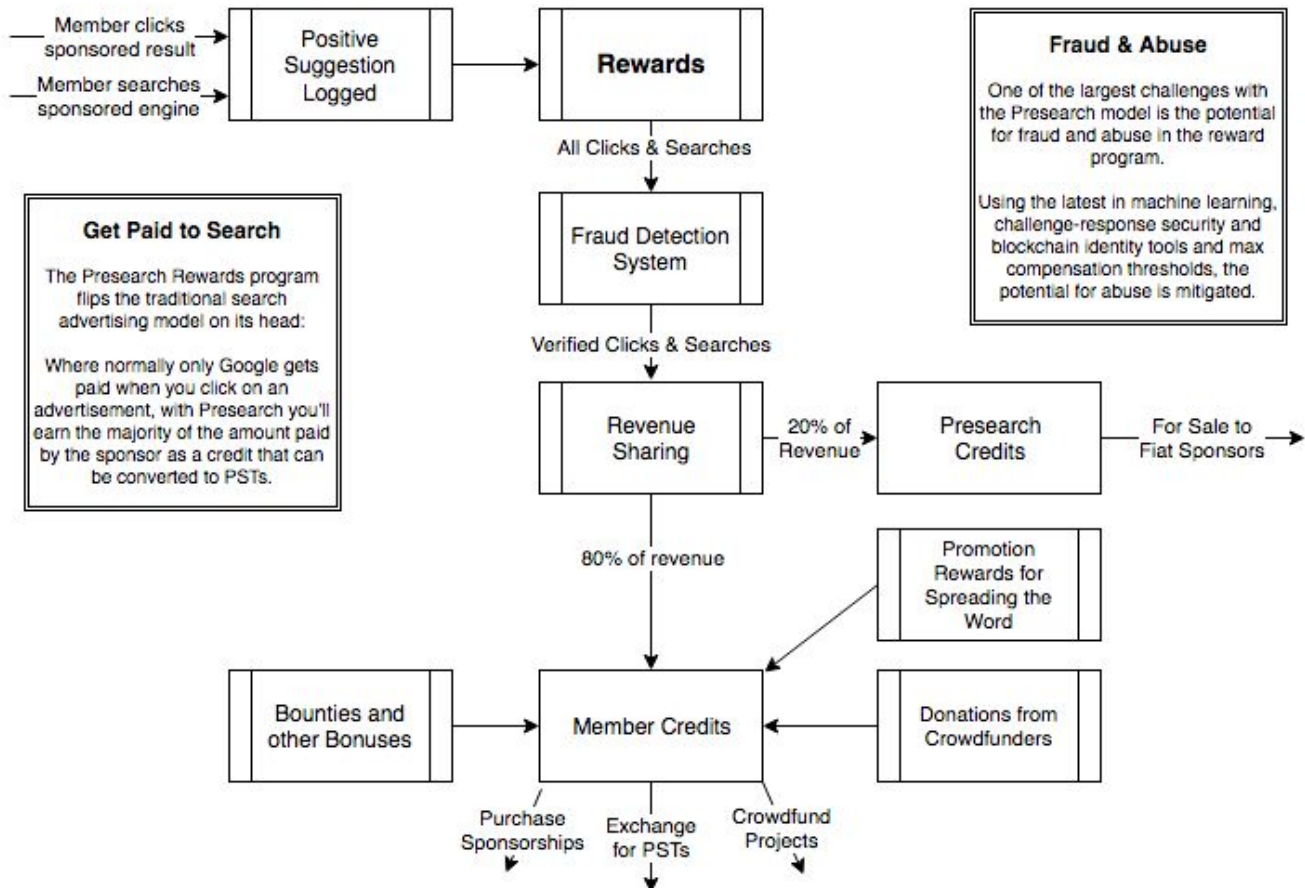 Member clicks
sponsored result
Member searches
sponsored engine
Positive
Suggestion
Logged
Rewards
Fraud & Abuse
One of the largest challenges with
the Presearch model is the potential
for fraud and abuse in the reward
program.
Using the latest in machine learning,
challenge-response security and
blockchain identity tools and max
compensation thresholds, the
potential for abuse is mitigated.
All Clicks & Searches
Get Paid to Search
The Presearch Rewards program
flips the traditional search
advertising model on its head:
Where normally only Google gets
paid when you click on an
advertisement, with Presearch you'll
earn the majority of the amount paid
by the sponsor as a credit that can
be converted to PSTs.
Fraud Detection
System
Verified Clicks & Searches
Revenue
Sharing
20% of
Revenue
Presearch
Credits
For Sale to
Fiat Sponsors
80% of revenue
Promotion
Rewards for
Spreading the
Word
Bounties and
other Bonuses
Member Credits
Donations from
Crowdfunders
Purchase
Sponsorships
Exchange
for PSTs
Crowdfund
Projects